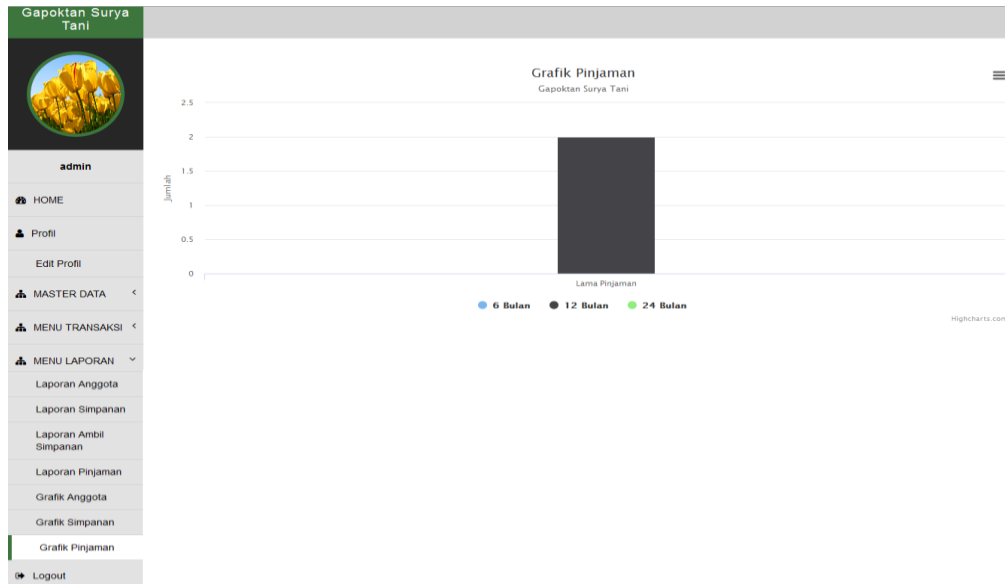 Gapoktan Surya
Tani
admin
HOME
Profil
Edit Profil
MASTER DATA
MENU TRANSAKSI
MENU LAPORAN
Laporan Anggota
Laporan Simpanan
Laporan Ambil
Simpanan
Laporan Pinjaman
Grafik Anggota
Grafik Simpanan
Grafik Pinjaman
Logout
Grafik Pinjaman
Gapoktan Surya Tani
Jumlah
2.5
2
1.5
1
0.5
0
Lama Pinjaman
6 Bulan 12 Bulan 24 Bulan
Highcharts.com